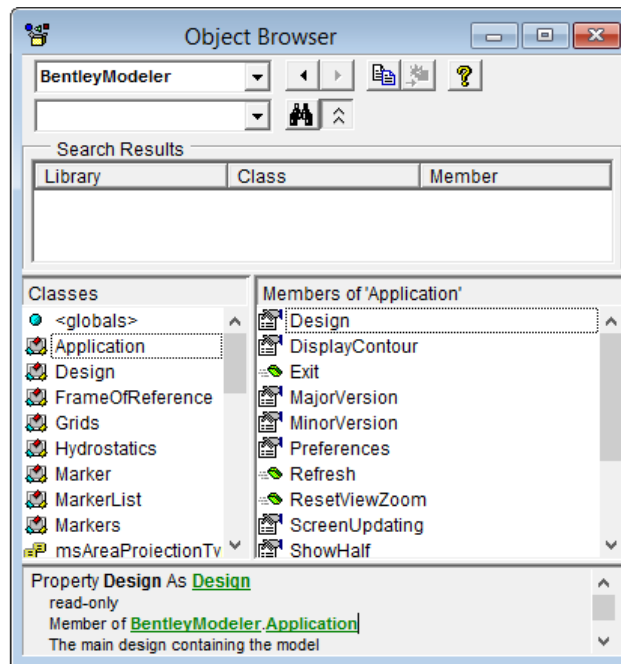 Object Browser
BentleyModeler
Search Results
Library Class Member
Classes
Members of 'Application'
<globals>
Application
Design
FrameOfReference
Grids
Hydrostatics
Marker
MarkerList
Markers
msAreaProjectionTy
Design
DisplayContour
Exit
MajorVersion
MinorVersion
Preferences
Refresh
ResetViewZoom
ScreenUpdating
ShowHalf
Property Design As Design
read-only
Member of BentleyModeler.Application
The main design containing the model